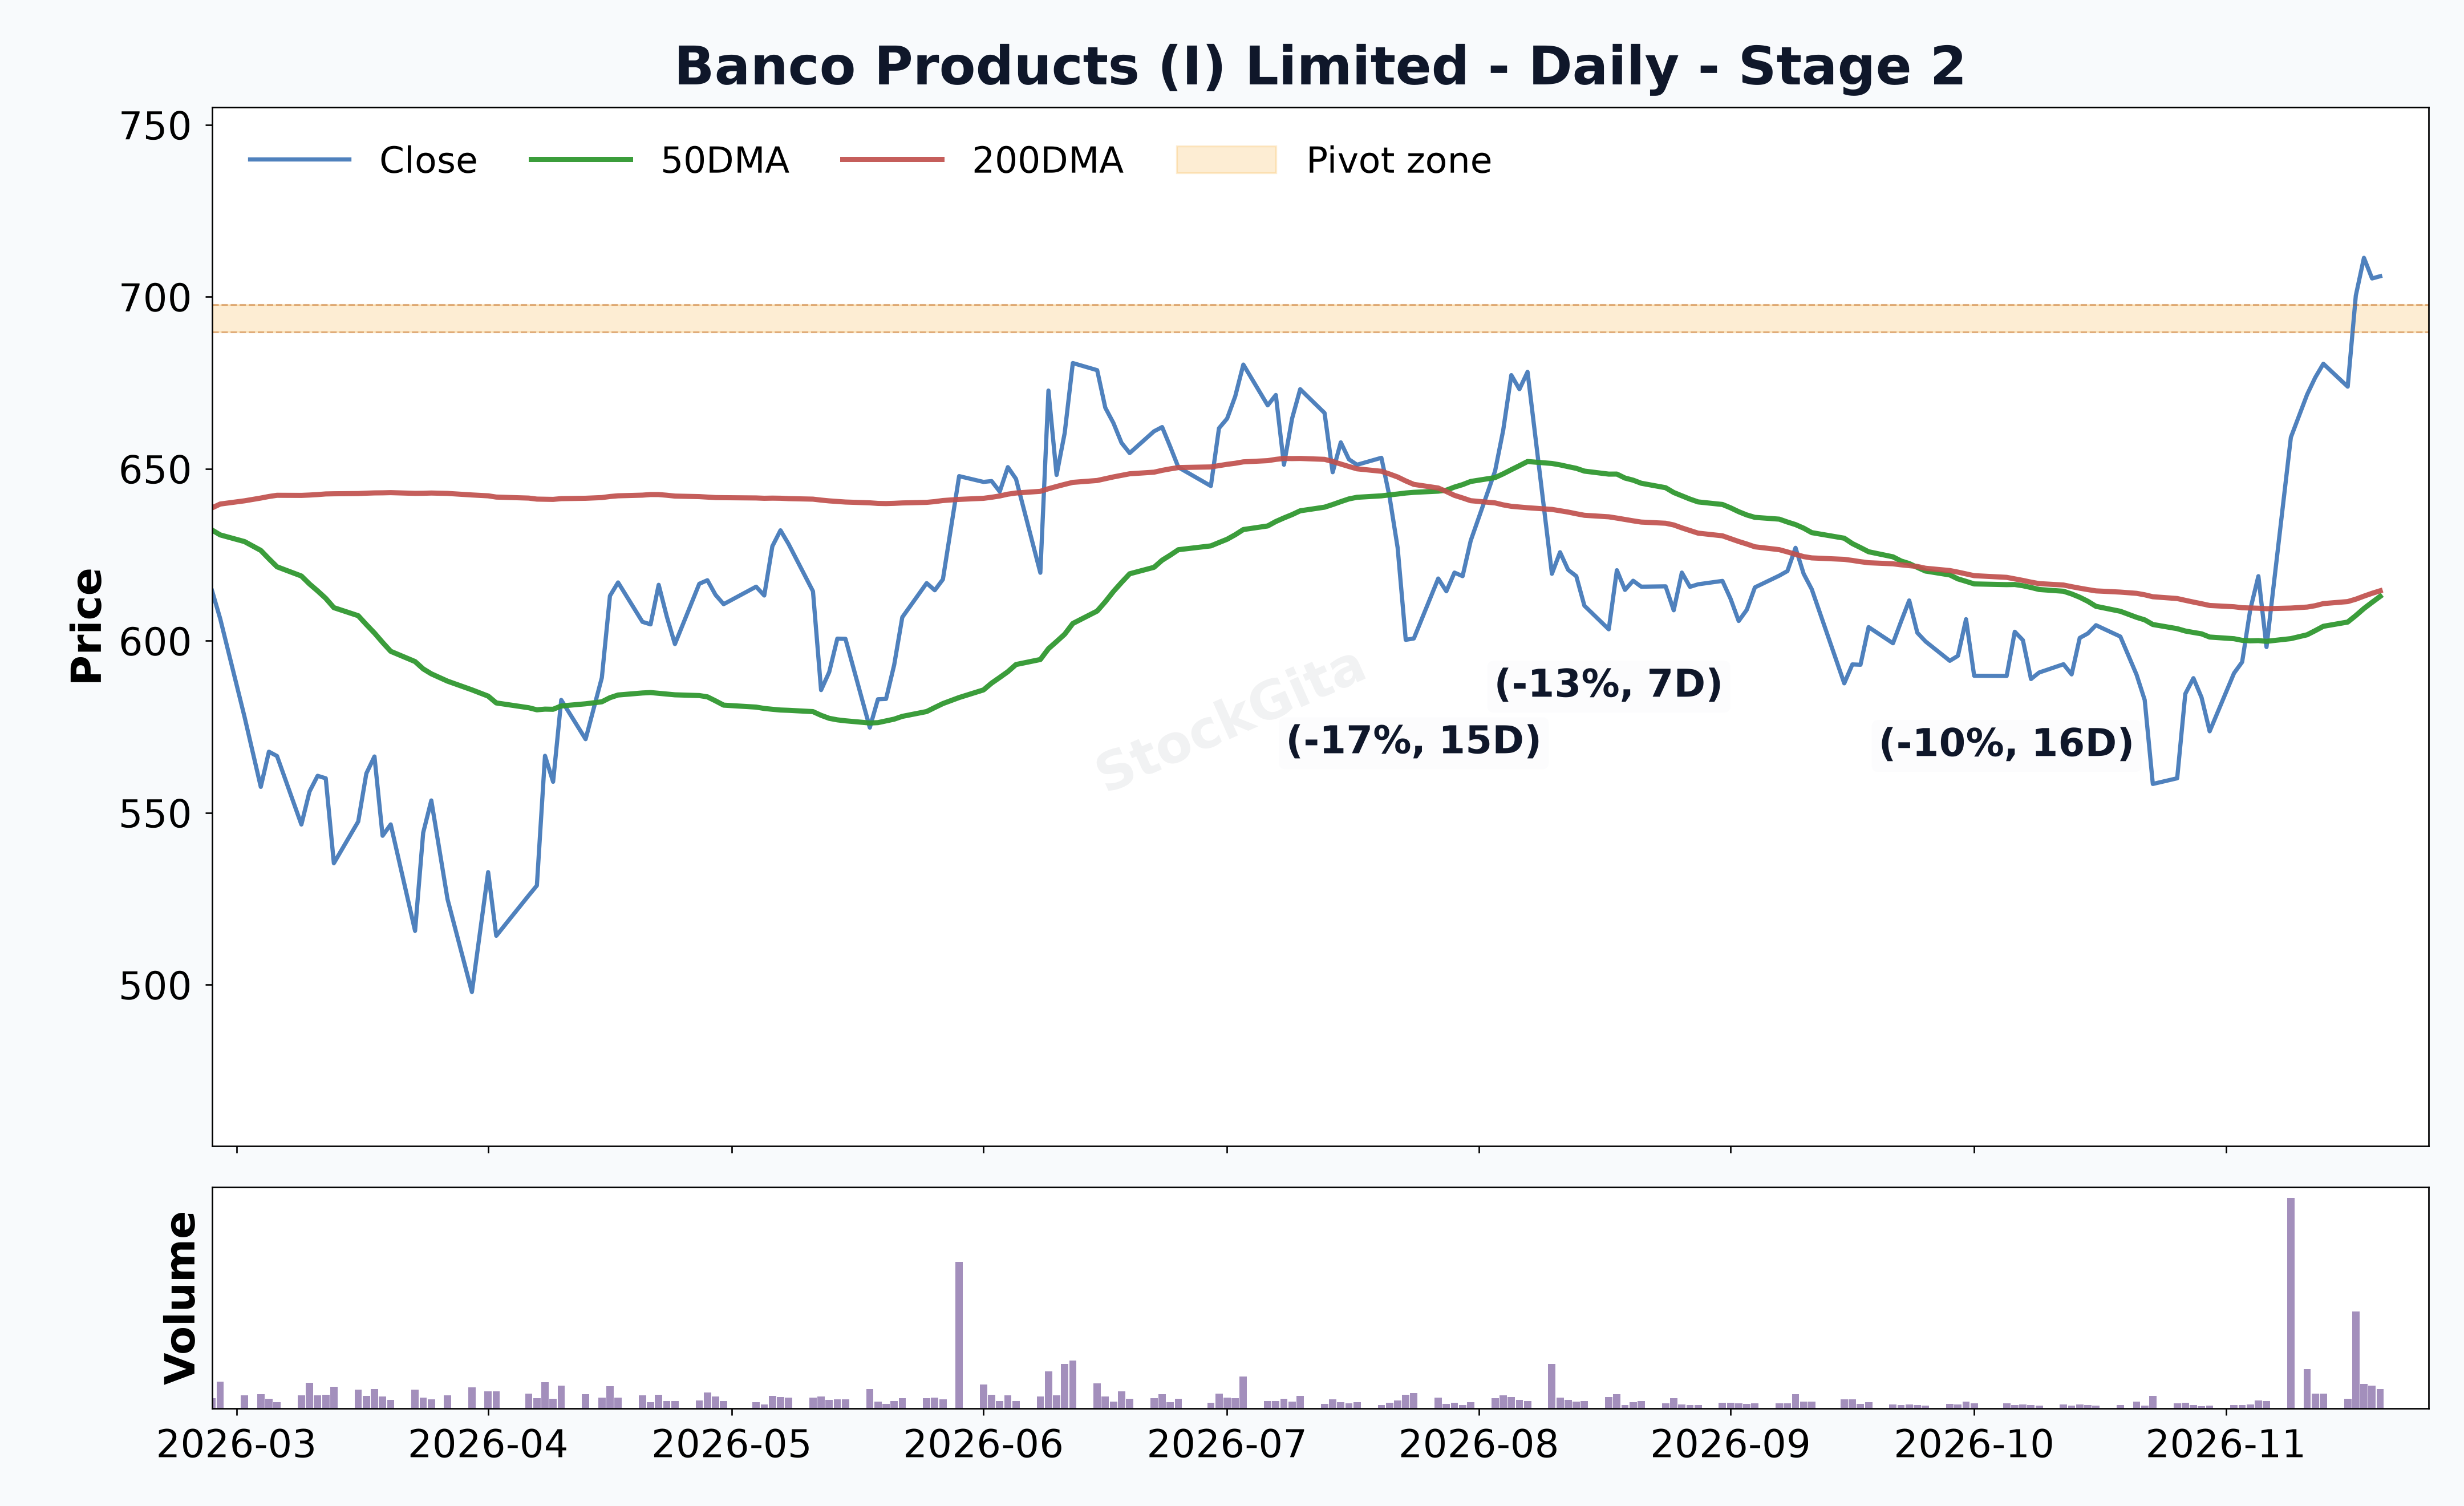 Banco Products (I) Limited - Daily - Stage 2
Close 50DMA 200DMA Pivot zone
Price
750
700
650
600
550
500
(-13%, 7D)
(-17%, 15D)
(-10%, 16D)
StockGita
Volume
2026-03 2026-04 2026-05 2026-06 2026-07 2026-08 2026-09 2026-10 2026-11